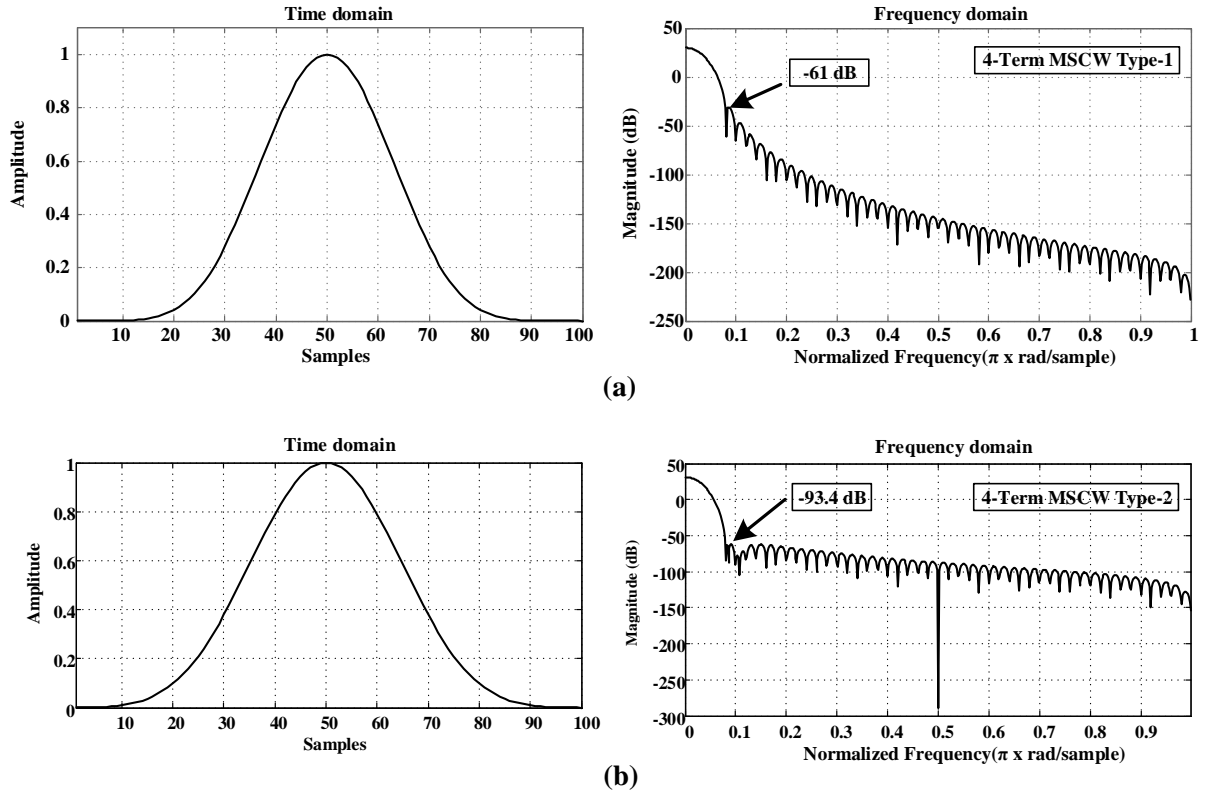 Time domain
Amplitude
1
0.8
0.6
0.4
0.2
0
10 20 30 40 50 60 70 80 90 100
Samples
Frequency domain
4-Term MSCW Type-1
-61 dB
Magnitude (dB)
50
0
-50
-100
-150
-200
-250
0 0.1 0.2 0.3 0.4 0.5 0.6 0.7 0.8 0.9 1
Normalized Frequency(π x rad/sample)
(a)
Time domain
Amplitude
1
0.8
0.6
0.4
0.2
0
10 20 30 40 50 60 70 80 90 100
Samples
Frequency domain
4-Term MSCW Type-2
-93.4 dB
Magnitude (dB)
50
0
-50
-100
-150
-200
-250
-300
0 0.1 0.2 0.3 0.4 0.5 0.6 0.7 0.8 0.9
Normalized Frequency(π x rad/sample)
(b)